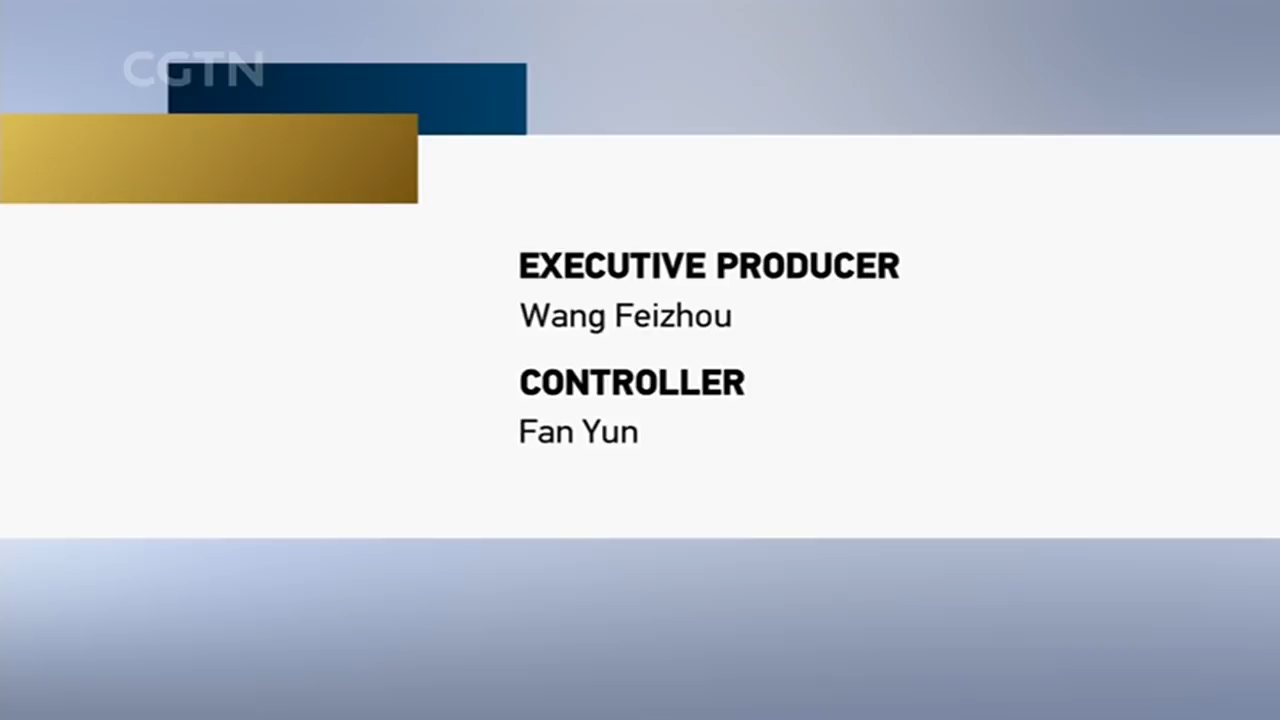 CGTN
EXECUTIVE PRODUCER
Wang Feizhou
CONTROLLER
Fan Yun